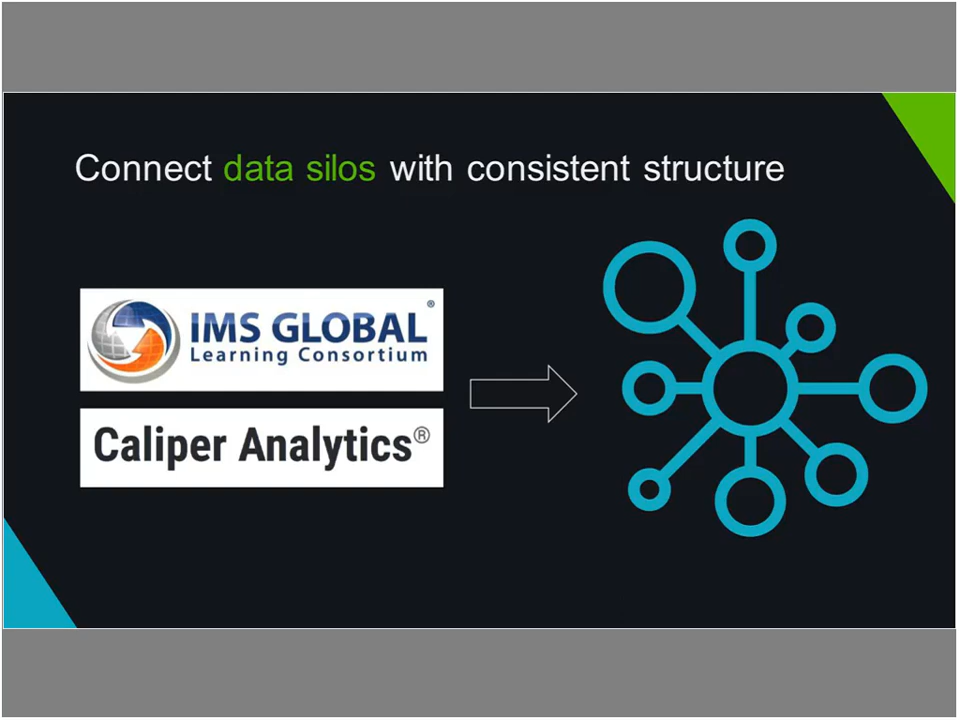 Connect data silos with consistent structure
IMS GLOBAL®
Learning Consortium
Caliper Analytics®